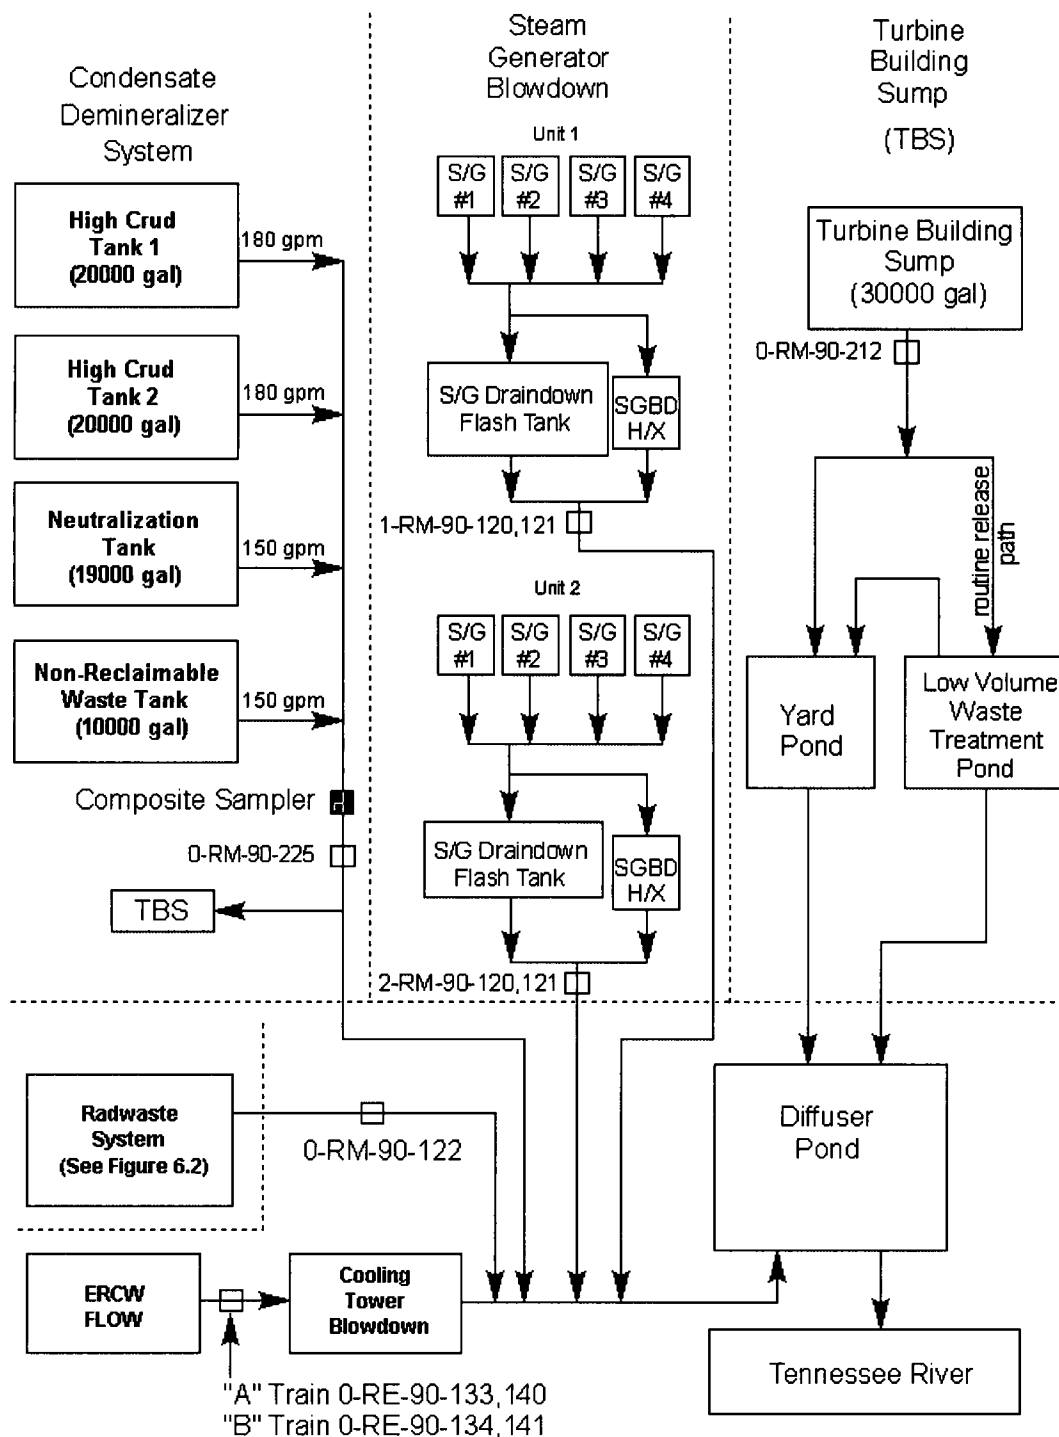 Condensate
Demineralizer
System
High Crud
Tank 1
(20000 gal)
180 gpm
High Crud
Tank 2
(20000 gal)
180 gpm
Neutralization
Tank
(19000 gal)
150 gpm
Non-Reclaimable
Waste Tank
(10000 gal)
150 gpm
Composite Sampler
0-RM-90-225
TBS
Steam
Generator
Blowdown
Unit 1
S/G
#1
S/G
#2
S/G
#3
S/G
#4
S/G Draindown
Flash Tank
SGBD
H/X
1-RM-90-120,121
Unit 2
S/G
#1
S/G
#2
S/G
#3
S/G
#4
S/G Draindown
Flash Tank
SGBD
H/X
2-RM-90-120,121
Turbine
Building
Sump
(TBS)
Turbine Building
Sump
(30000 gal)
0-RM-90-212
routine release
path
Yard
Pond
Low Volume
Waste
Treatment
Pond
Radwaste
System
(See Figure 6.2)
0-RM-90-122
Diffuser
Pond
ERCW
FLOW
Cooling
Tower
Blowdown
"A" Train 0-RE-90-133,140
"B" Train 0-RE-90-134,141
Tennessee River